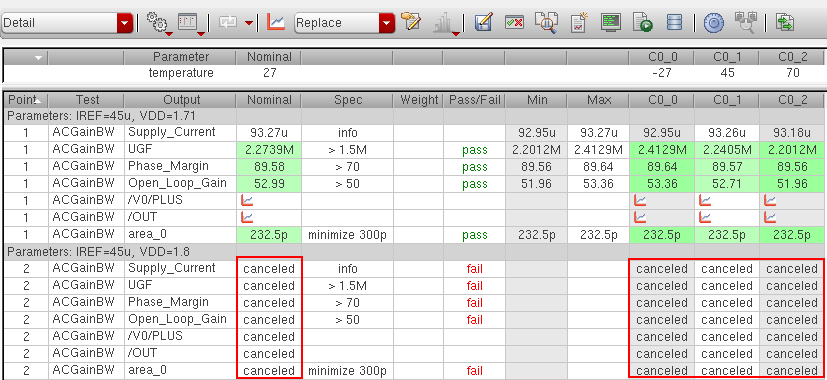 Detail Replace
Parameter Nominal C0_0 C0_1 C0_2
temperature 27 -27 45 70
Point Test Output Nominal Spec Weight Pass/Fail Min Max C0_0 C0_1 C0_2
Parameters: IREF=45u, VDD=1.71
1 ACGainBW Supply_Current 93.27u info 92.95u 93.27u 92.95u 93.26u 93.18u
1 ACGainBW UGF 2.2739M > 1.5M pass 2.2012M 2.4129M 2.4129M 2.2405M 2.2012M
1 ACGainBW Phase_Margin 89.58 > 70 pass 89.56 89.64 89.64 89.57 89.56
1 ACGainBW Open_Loop_Gain 52.99 > 50 pass 51.96 53.36 53.36 52.71 51.96
1 ACGainBW /V0/PLUS
1 ACGainBW /OUT
1 ACGainBW area_0 232.5p minimize 300p pass 232.5p 232.5p 232.5p 232.5p 232.5p
Parameters: IREF=45u, VDD=1.8
2 ACGainBW Supply_Current canceled info fail canceled canceled canceled
2 ACGainBW UGF canceled > 1.5M fail canceled canceled canceled
2 ACGainBW Phase_Margin canceled > 70 fail canceled canceled canceled
2 ACGainBW Open_Loop_Gain canceled > 50 fail canceled canceled canceled
2 ACGainBW /V0/PLUS canceled canceled canceled canceled
2 ACGainBW /OUT canceled canceled canceled canceled
2 ACGainBW area_0 canceled minimize 300p fail canceled canceled canceled